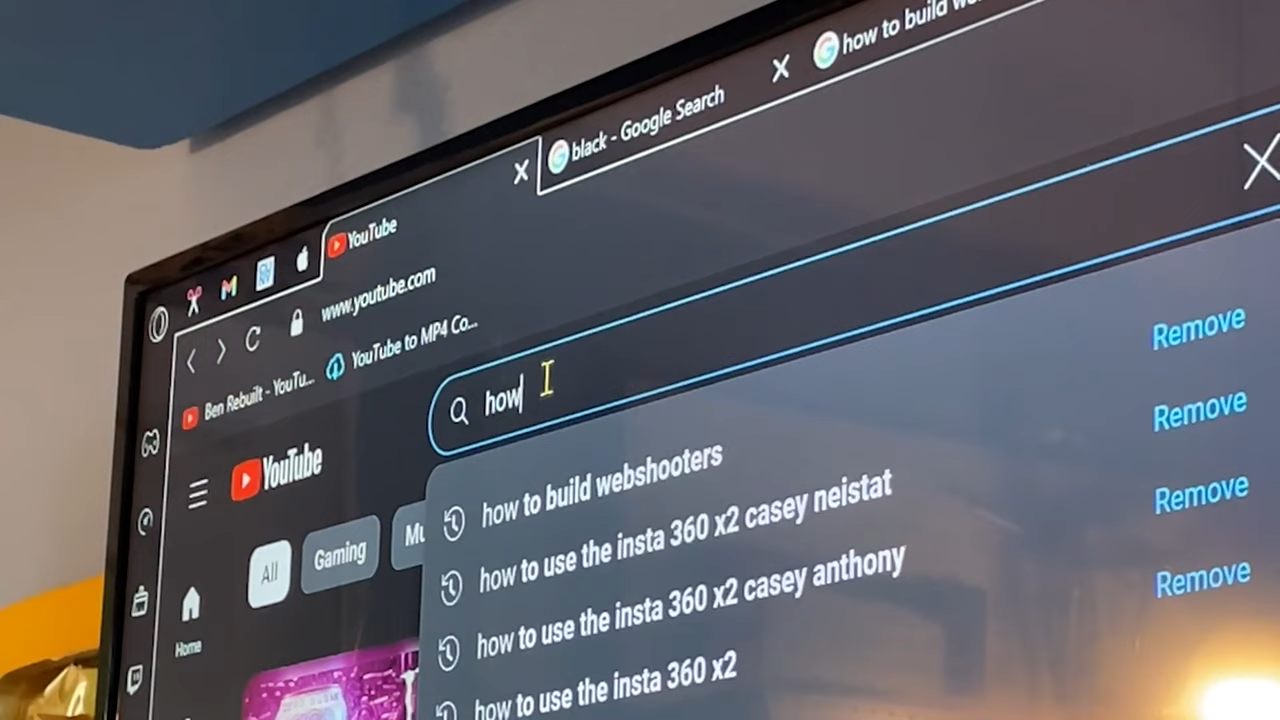 how to build
black - Google Search
YouTube
www.youtube.com
YouTube to MP4 Co...
Ben Rebuilt - YouTu...
how
YouTube
All
Gaming
Mu
Home
how to build webshooters
Remove
how to use the insta 360 x2 casey neistat
Remove
how to use the insta 360 x2 casey anthony
Remove
how to use the insta 360 x2
Remove